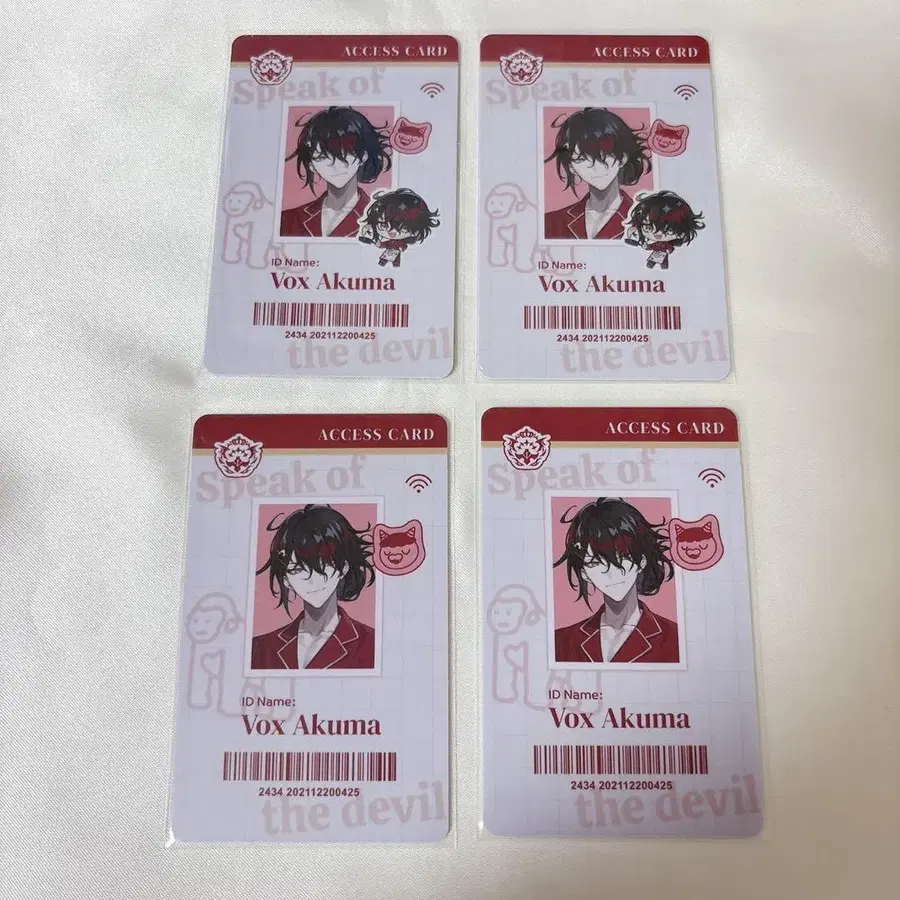 ACCESS CARD
Speak of
ID Name:
Vox Akuma
2434 202112200425
the devil
ACCESS CARD
Speak of
ID Name:
Vox Akuma
2434 202112200425
the devil
ACCESS CARD
Speak of
ID Name:
Vox Akuma
2434 202112200425
the devil
ACCESS CARD
Speak of
ID Name:
Vox Akuma
2434 202112200425
the devil